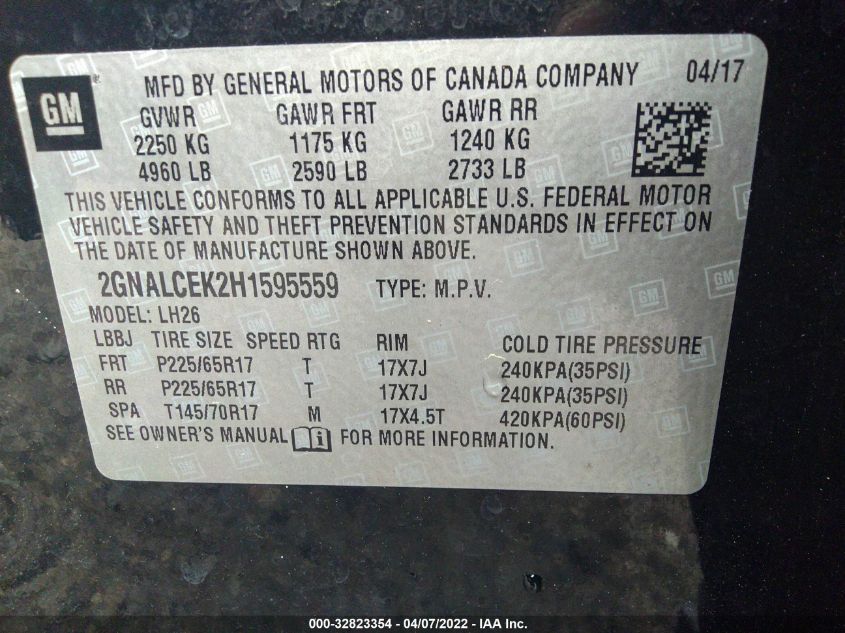 GM
MFD BY GENERAL MOTORS OF CANADA COMPANY 04/17
GVWR GAWR FRT GAWR RR
2250 KG 1175 KG 1240 KG
4960 LB 2590 LB 2733 LB
THIS VEHICLE CONFORMS TO ALL APPLICABLE U.S. FEDERAL MOTOR
VEHICLE SAFETY AND THEFT PREVENTION STANDARDS IN EFFECT ON
THE DATE OF MANUFACTURE SHOWN ABOVE.
2GNALCEK2H1595559 TYPE: M.P.V.
MODEL: LH26
LBBJ TIRE SIZE SPEED RTG RIM COLD TIRE PRESSURE
FRT P225/65R17 T 17X7J 240KPA(35PSI)
RR P225/65R17 T 17X7J 240KPA(35PSI)
SPA T145/70R17 M 17X4.5T 420KPA(60PSI)
SEE OWNER'S MANUAL i FOR MORE INFORMATION.
000-32823354 - 04/07/2022 - IAA Inc.